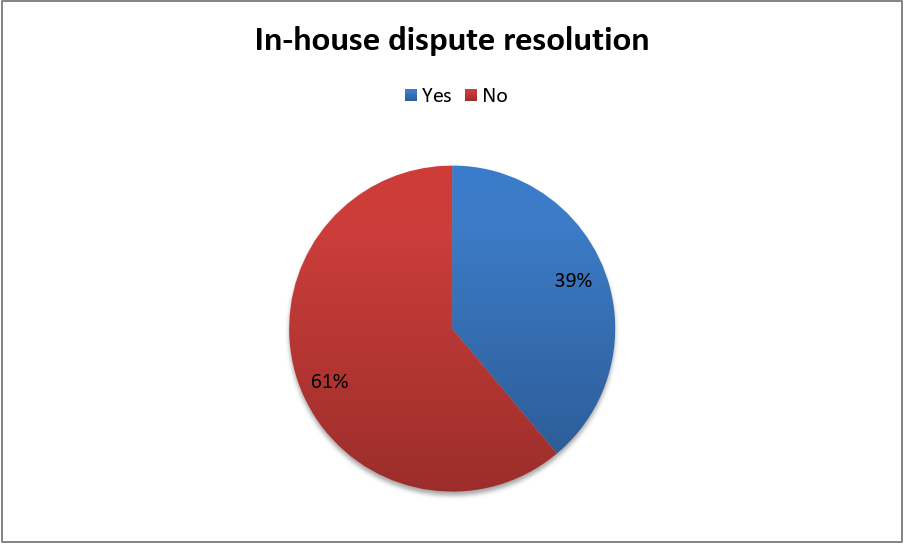 In-house dispute resolution
Yes No
39%
61%